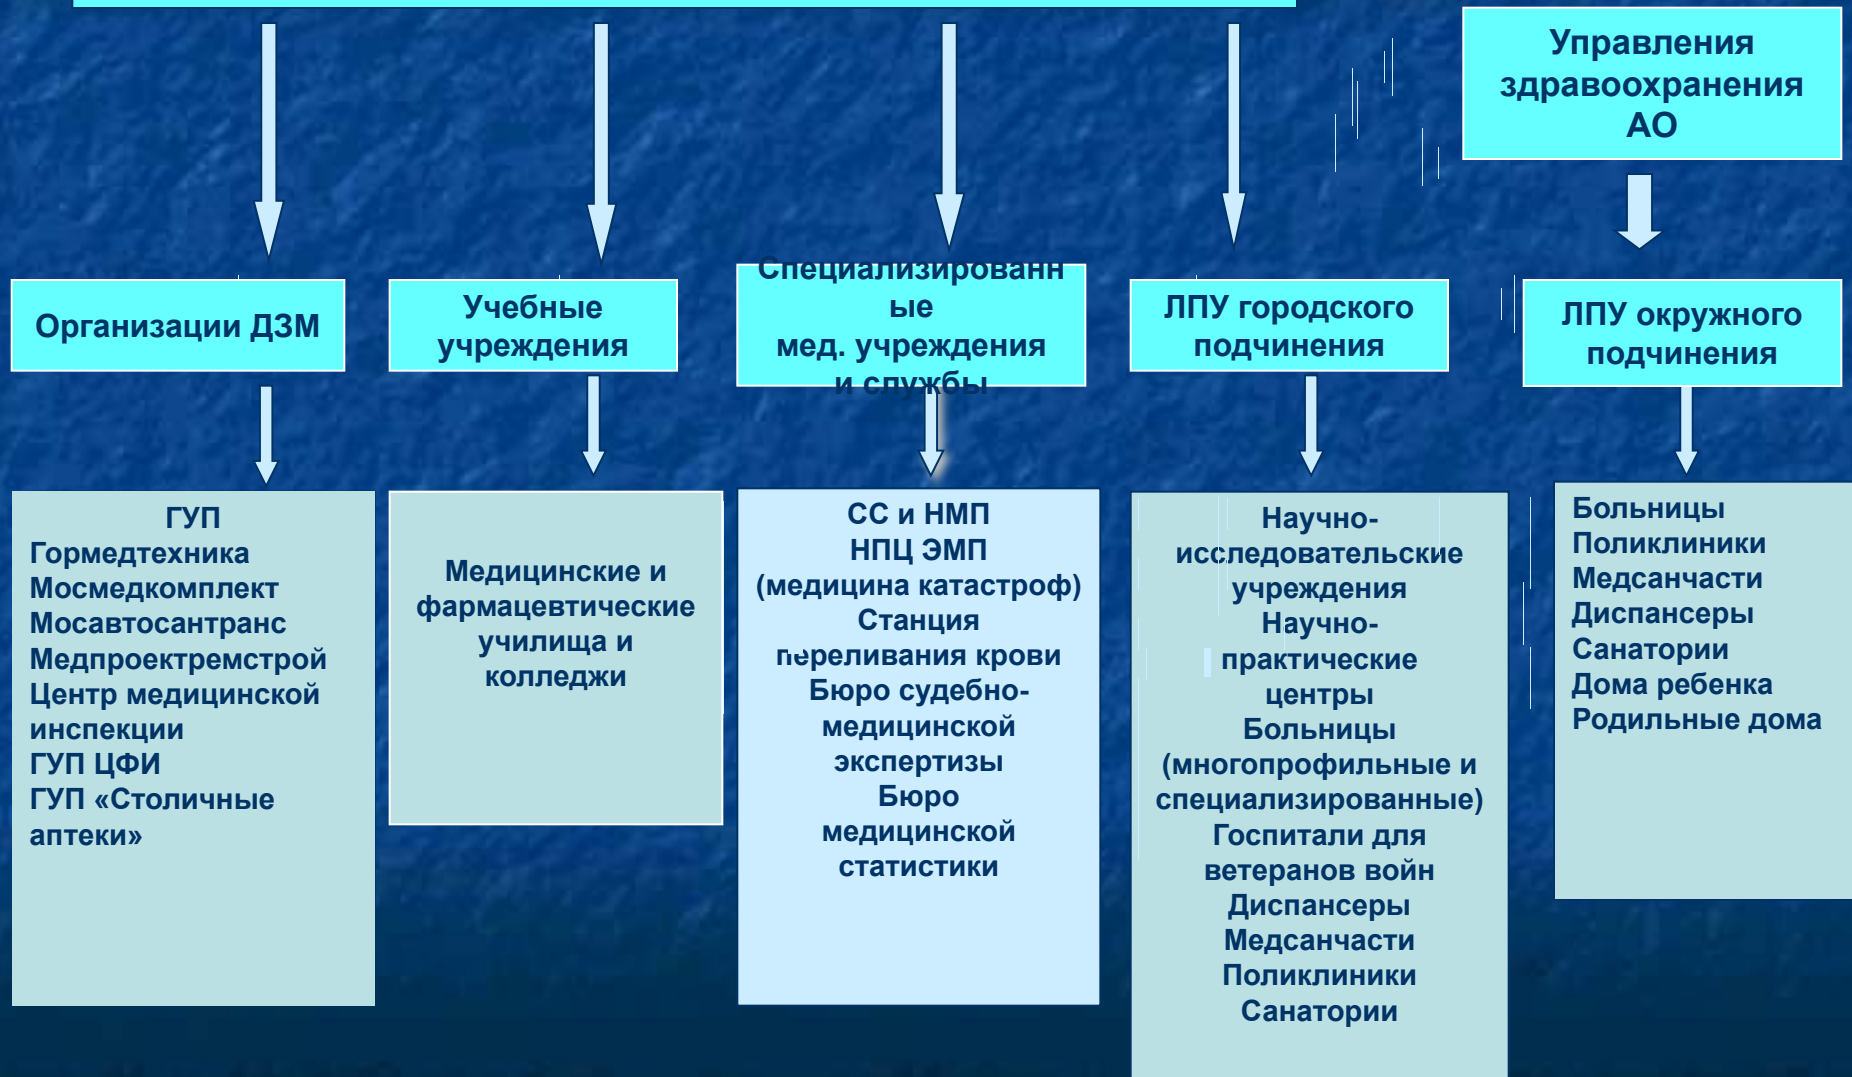 Управления
здравоохранения
АО
Организации ДЗМ
Учебные
учреждения
Специализированн
ые
мед. учреждения
и службы
ЛПУ городского
подчинения
ЛПУ окружного
подчинения
ГУП
Гормедтехника
Мосмедкомплект
Мосавтосантранс
Медпроектремстрой
Центр медицинской
инспекции
ГУП ЦФИ
ГУП «Столичные
аптеки»
Медицинские и
фармацевтические
училища и
колледжи
СС и НМП
НПЦ ЭМП
(медицина катастроф)
Станция
переливания крови
Бюро судебно-
медицинской
экспертизы
Бюро
медицинской
статистики
Научно-
исследовательские
учреждения
Научно-
практические
центры
Больницы
(многопрофильные и
специализированные)
Госпитали для
ветеранов войн
Диспансеры
Медсанчасти
Поликлиники
Санатории
Больницы
Поликлиники
Медсанчасти
Диспансеры
Санатории
Дома ребенка
Родильные дома